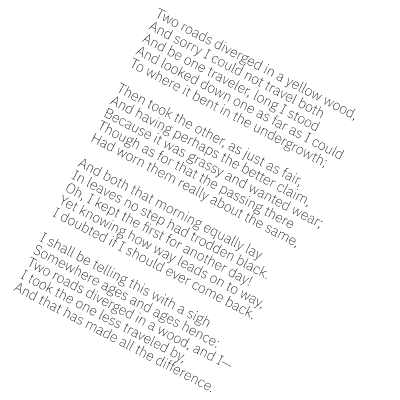 Two roads diverged in a yellow wood,
And sorry I could not travel both
And be one traveler, long I stood
And looked down one as far as I could
To where it bent in the undergrowth;
Then took the other, as just as fair,
And having perhaps the better claim,
Because it was grassy and wanted wear;
Though as for that the passing there
Had worn them really about the same,
And both that morning equally lay
In leaves no step had trodden black.
Oh, I kept the first for another day!
Yet knowing how way leads on to way,
I doubted if I should ever come back.
I shall be telling this with a sigh
Somewhere ages and ages hence:
Two roads diverged in a wood, and I—
I took the one less traveled by,
And that has made all the difference.